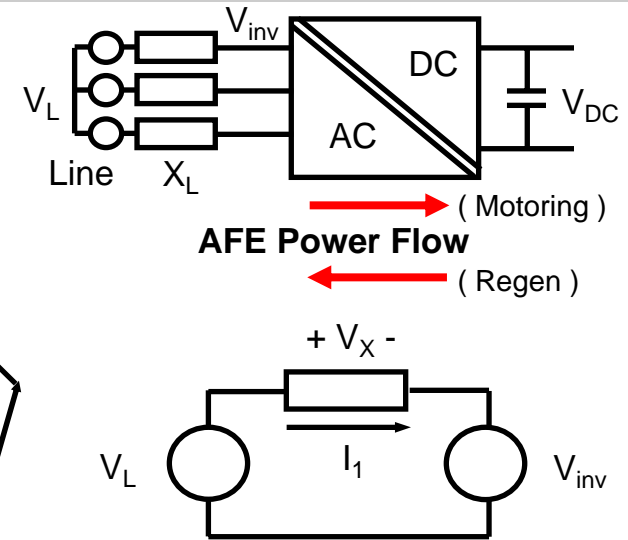 V_inv
DC
V_L
V_DC
AC
Line X_L
( Motoring )
AFE Power Flow
( Regen )
+ V_X -
I_1
V_L
V_inv